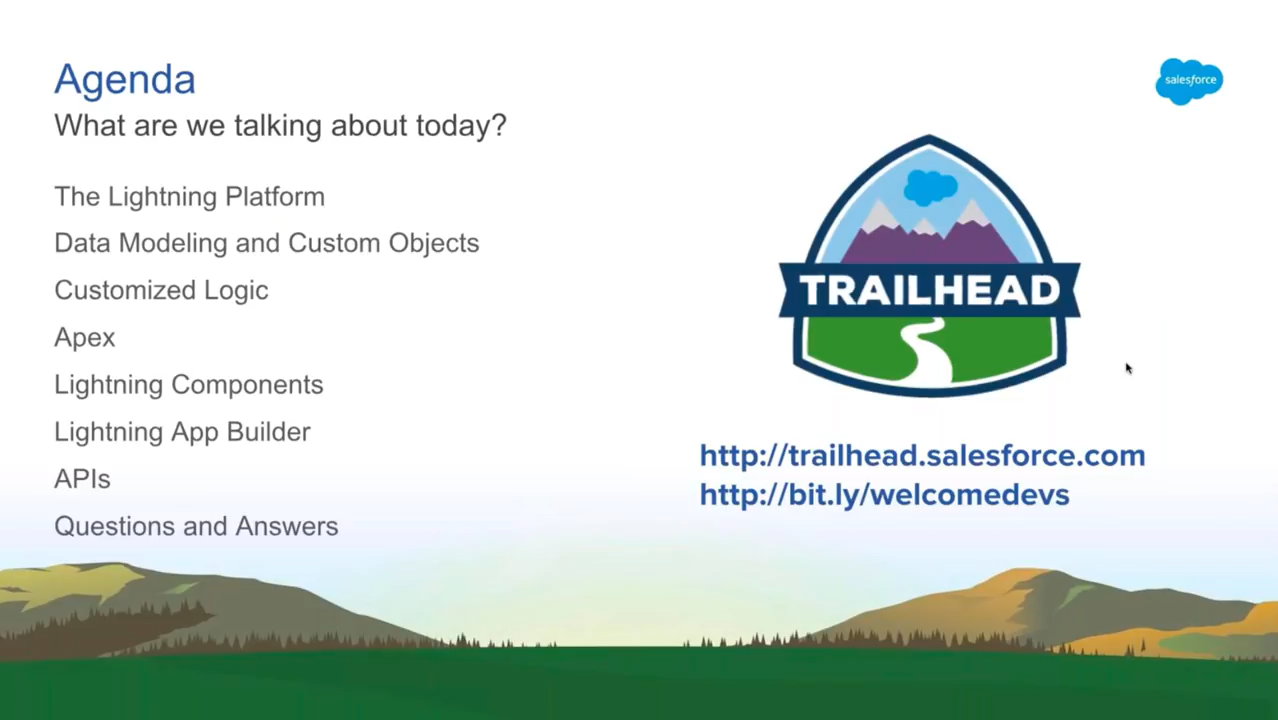 Agenda
What are we talking about today?
The Lightning Platform
Data Modeling and Custom Objects
Customized Logic
Apex
Lightning Components
Lightning App Builder
APIs
Questions and Answers
salesforce
TRAILHEAD
http://trailhead.salesforce.com
http://bit.ly/welcomedevs